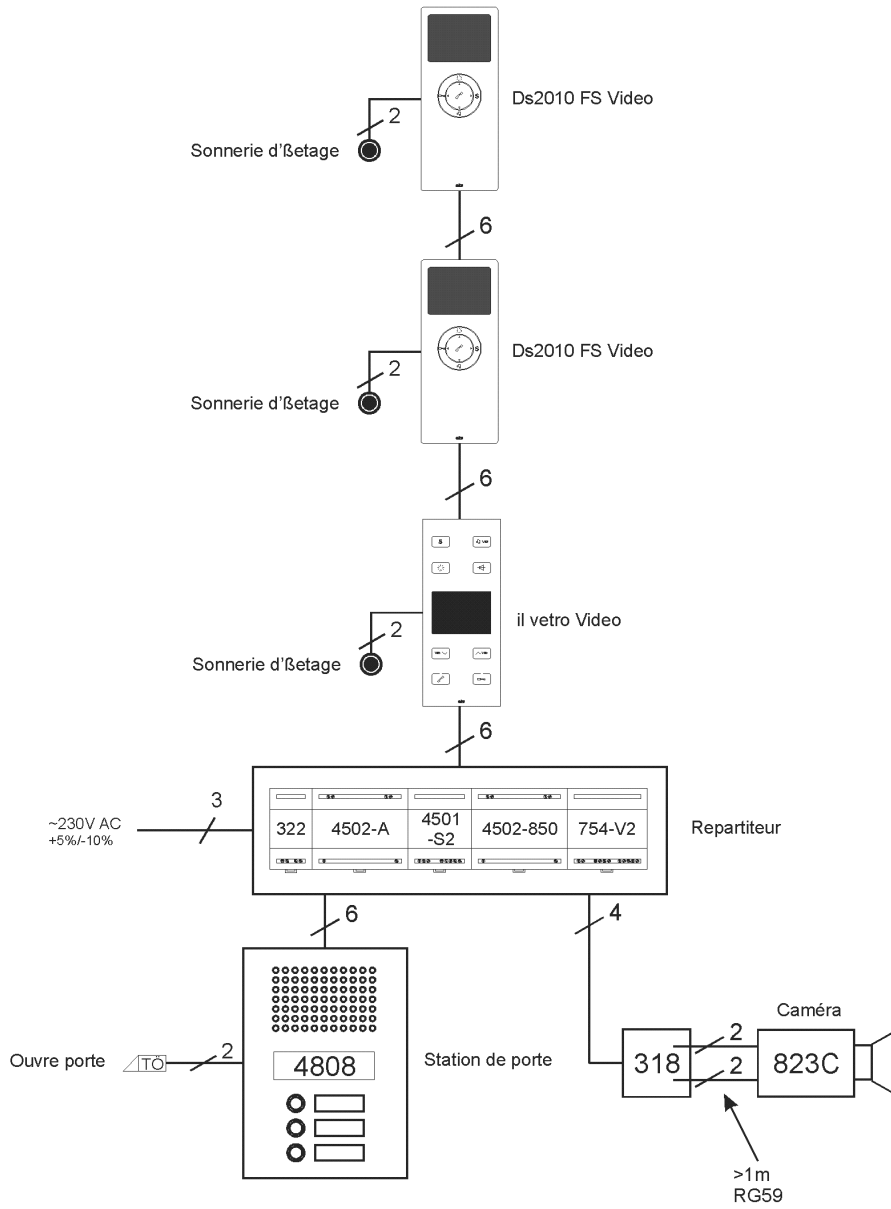 Ds2010 FS Video
2
Sonnerie d'ßetage
6
Ds2010 FS Video
2
Sonnerie d'ßetage
6
il vetro Video
2
Sonnerie d'ßetage
6
3
~230V AC
+5%/-10%
322
4502-A
4501
-S2
4502-850
754-V2
Repartiteur
6
4
Ouvre porte
TÖ
2
4808
Station de porte
318
2
2
Caméra
823C
>1m
RG59